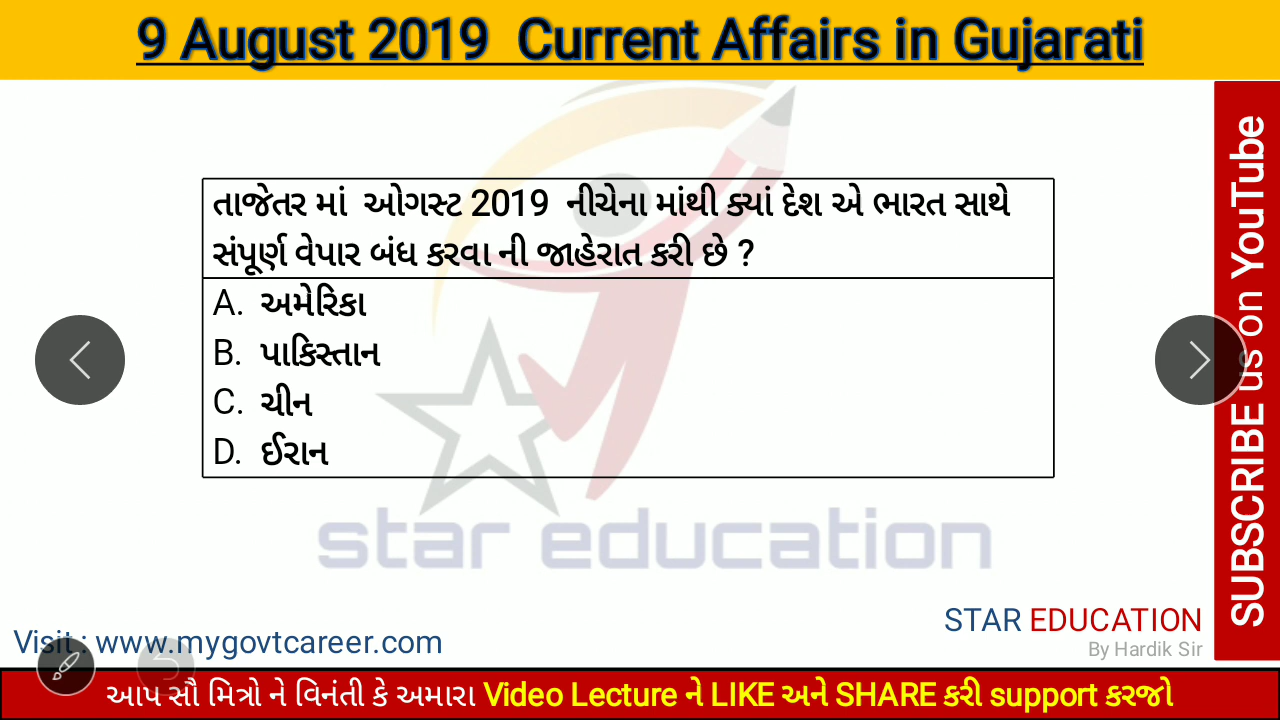 9 August 2019 Current Affairs in Gujarati
તાજેતર માં ઓગસ્ટ 2019 નીચેના માંથી ક્યાં દેશ એ ભારત સાથે
સંપૂર્ણ વેપાર બંધ કરવા ની જાહેરાત કરી છે ?
A. અમેરિકા
B. પાકિસ્તાન
C. ચીન
D. ઈરાન
star education
SUBSCRIBE us on YouTube
STAR EDUCATION
By Hardik Sir
Visit : www.mygovtcareer.com
આપ સૌ મિત્રો ને વિનંતી કે અમારા Video Lecture ને LIKE અને SHARE કરી support કરજો